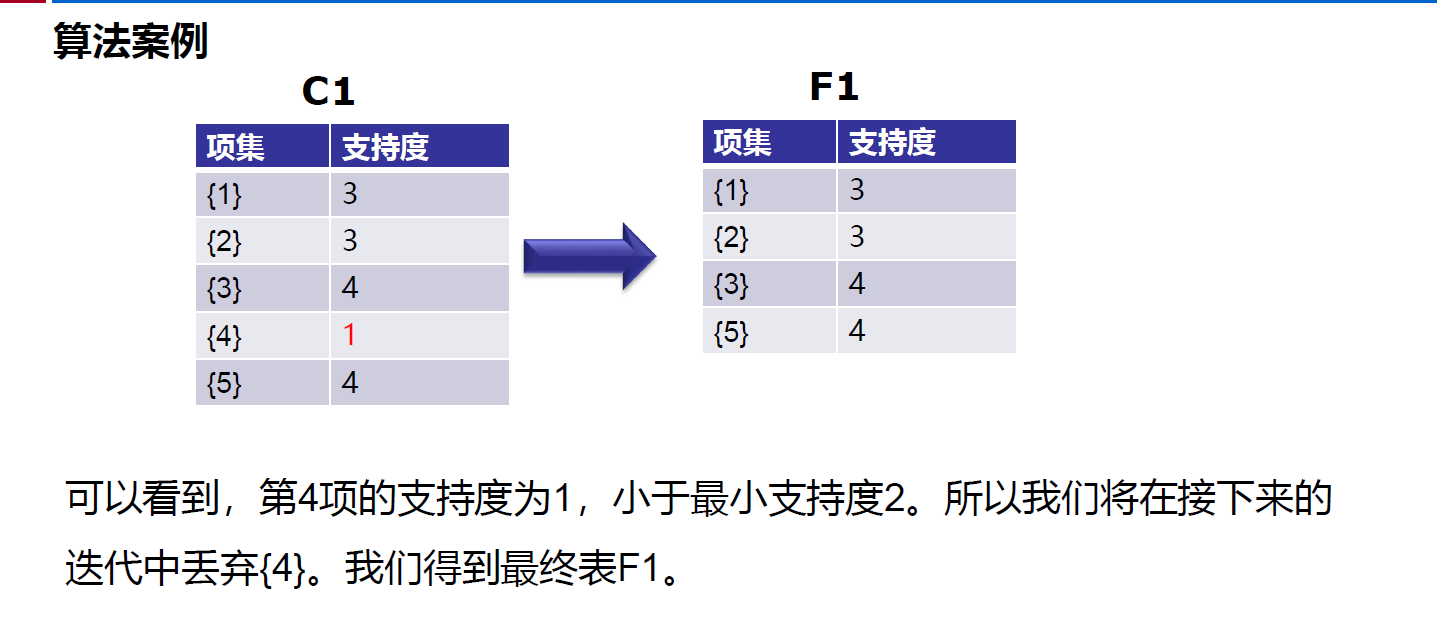 算法案例
C1
项集 支持度
{1} 3
{2} 3
{3} 4
{4} 1
{5} 4
F1
项集 支持度
{1} 3
{2} 3
{3} 4
{5} 4
可以看到，第4项的支持度为1，小于最小支持度2。所以我们将在接下来的
迭代中丢弃{4}。我们得到最终表F1。